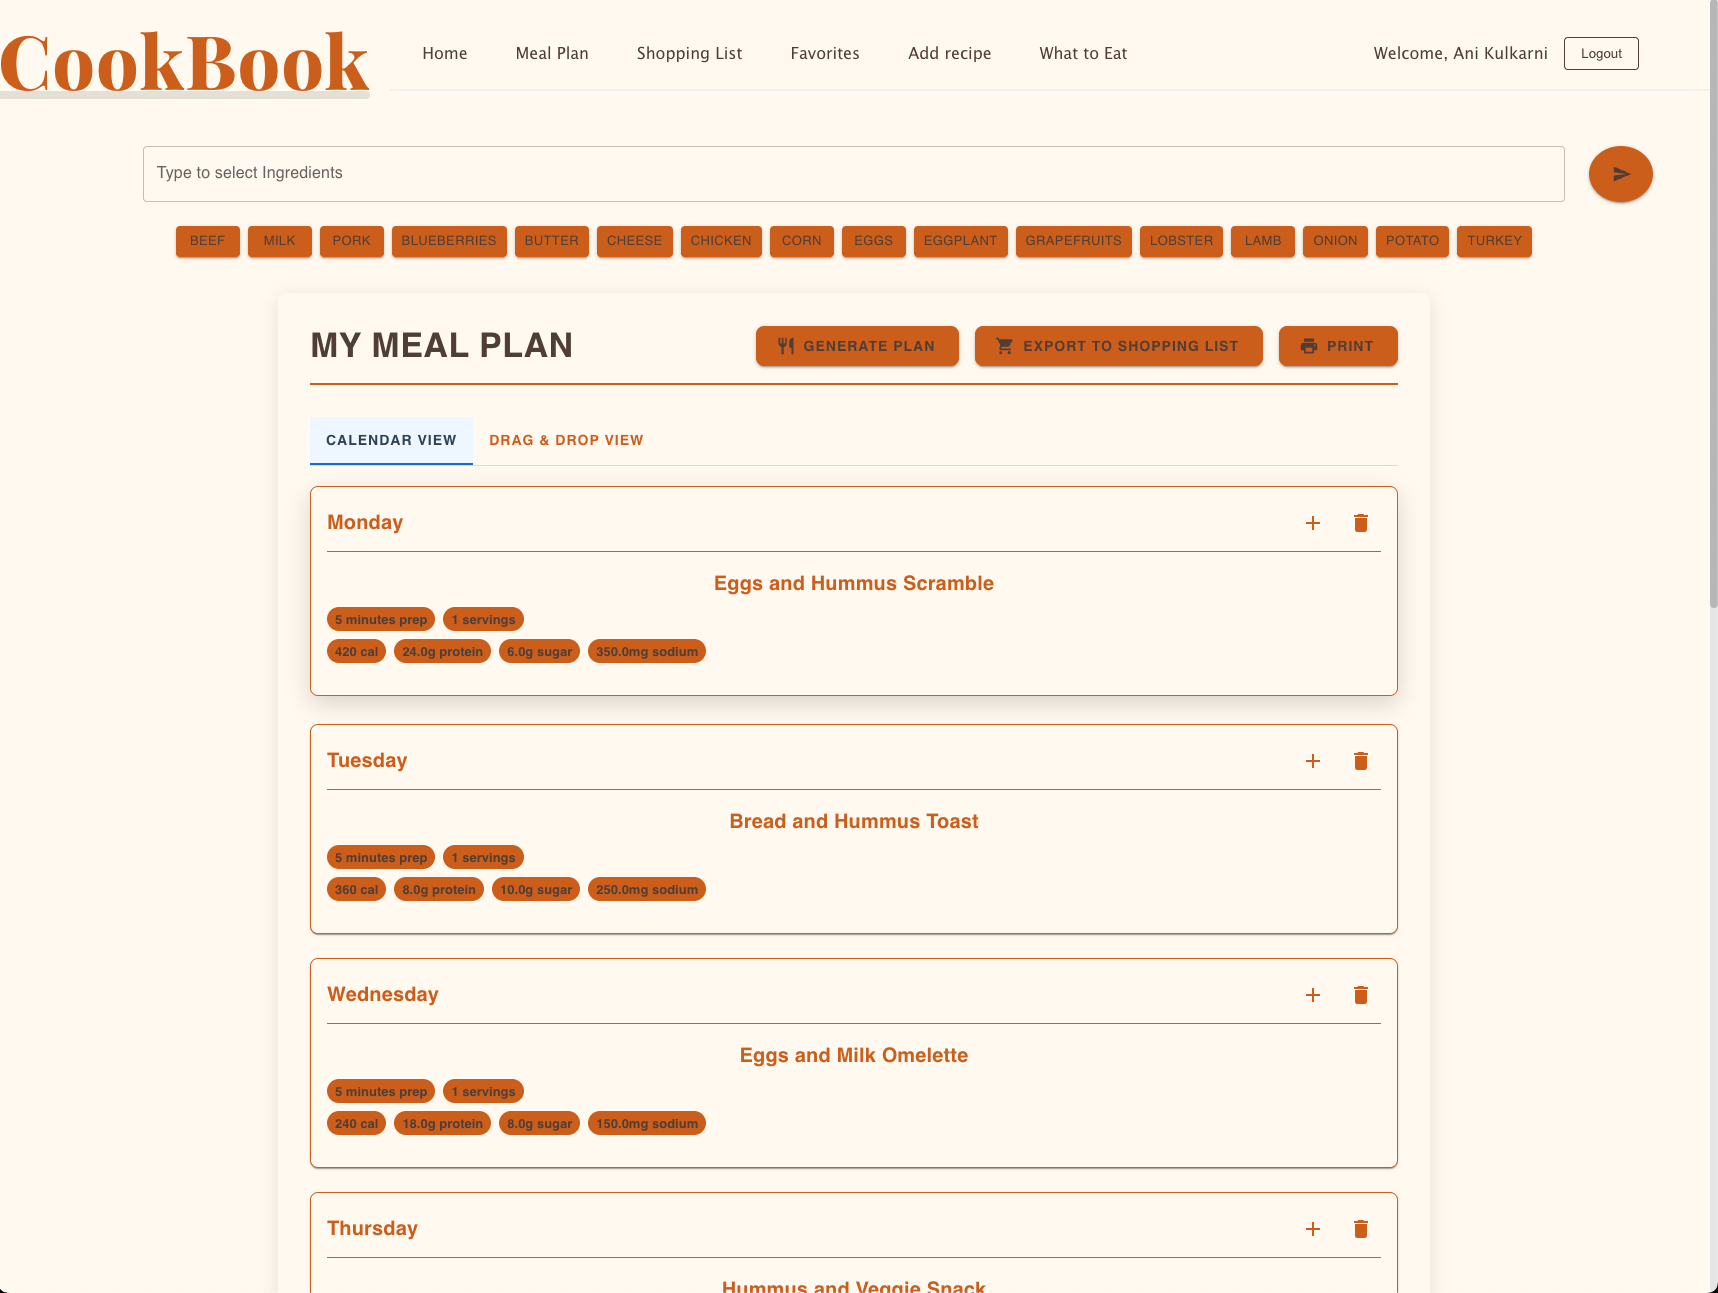 CookBook
Home Meal Plan Shopping List Favorites Add recipe What to Eat Welcome, Ani Kulkarni Logout
Type to select Ingredients
BEEF MILK PORK BLUEBERRIES BUTTER CHEESE CHICKEN CORN EGGS EGGPLANT GRAPEFRUITS LOBSTER LAMB ONION POTATO TURKEY
MY MEAL PLAN GENERATE PLAN EXPORT TO SHOPPING LIST PRINT
CALENDAR VIEW DRAG & DROP VIEW
Monday
Eggs and Hummus Scramble
5 minutes prep 1 servings
420 cal 24.0g protein 6.0g sugar 350.0mg sodium
Tuesday
Bread and Hummus Toast
5 minutes prep 1 servings
360 cal 8.0g protein 10.0g sugar 250.0mg sodium
Wednesday
Eggs and Milk Omelette
5 minutes prep 1 servings
240 cal 18.0g protein 8.0g sugar 150.0mg sodium
Thursday
Hummus and Veggie Snack